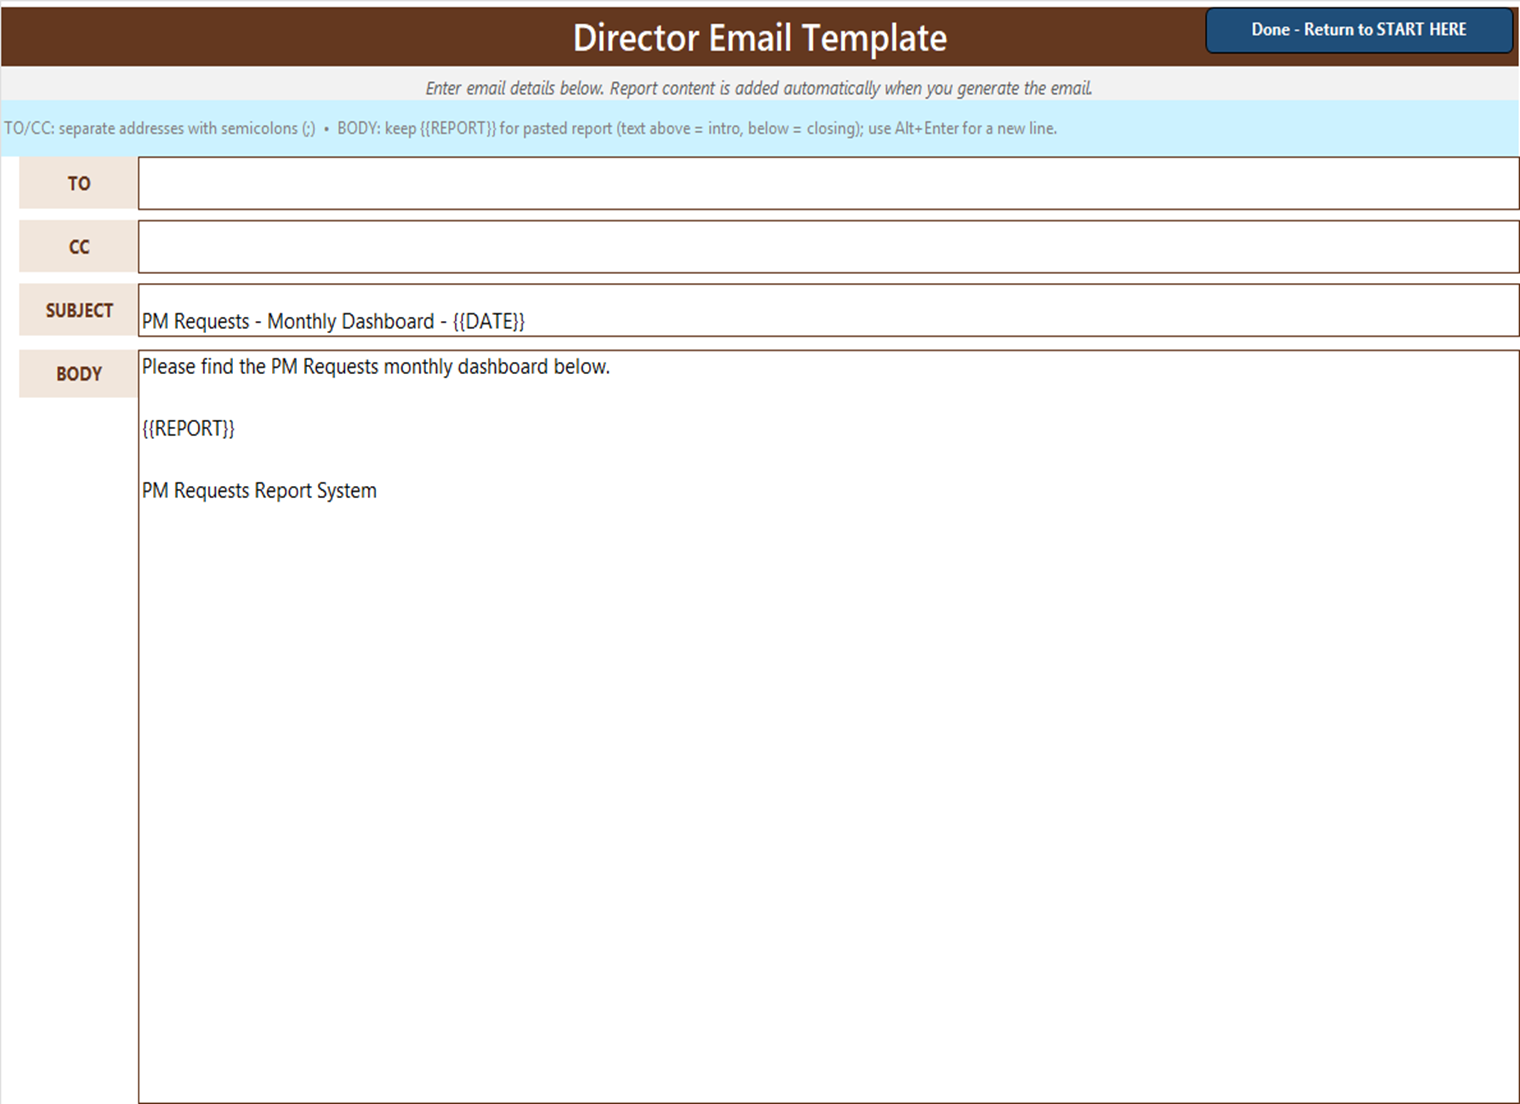 Director Email Template
Done - Return to START HERE
Enter email details below. Report content is added automatically when you generate the email.
TO/CC: separate addresses with semicolons (;)  •  BODY: keep {{REPORT}} for pasted report (text above = intro, below = closing); use Alt+Enter for a new line.
TO
CC
SUBJECT
PM Requests - Monthly Dashboard - {{DATE}}
BODY
Please find the PM Requests monthly dashboard below.
{{REPORT}}
PM Requests Report System